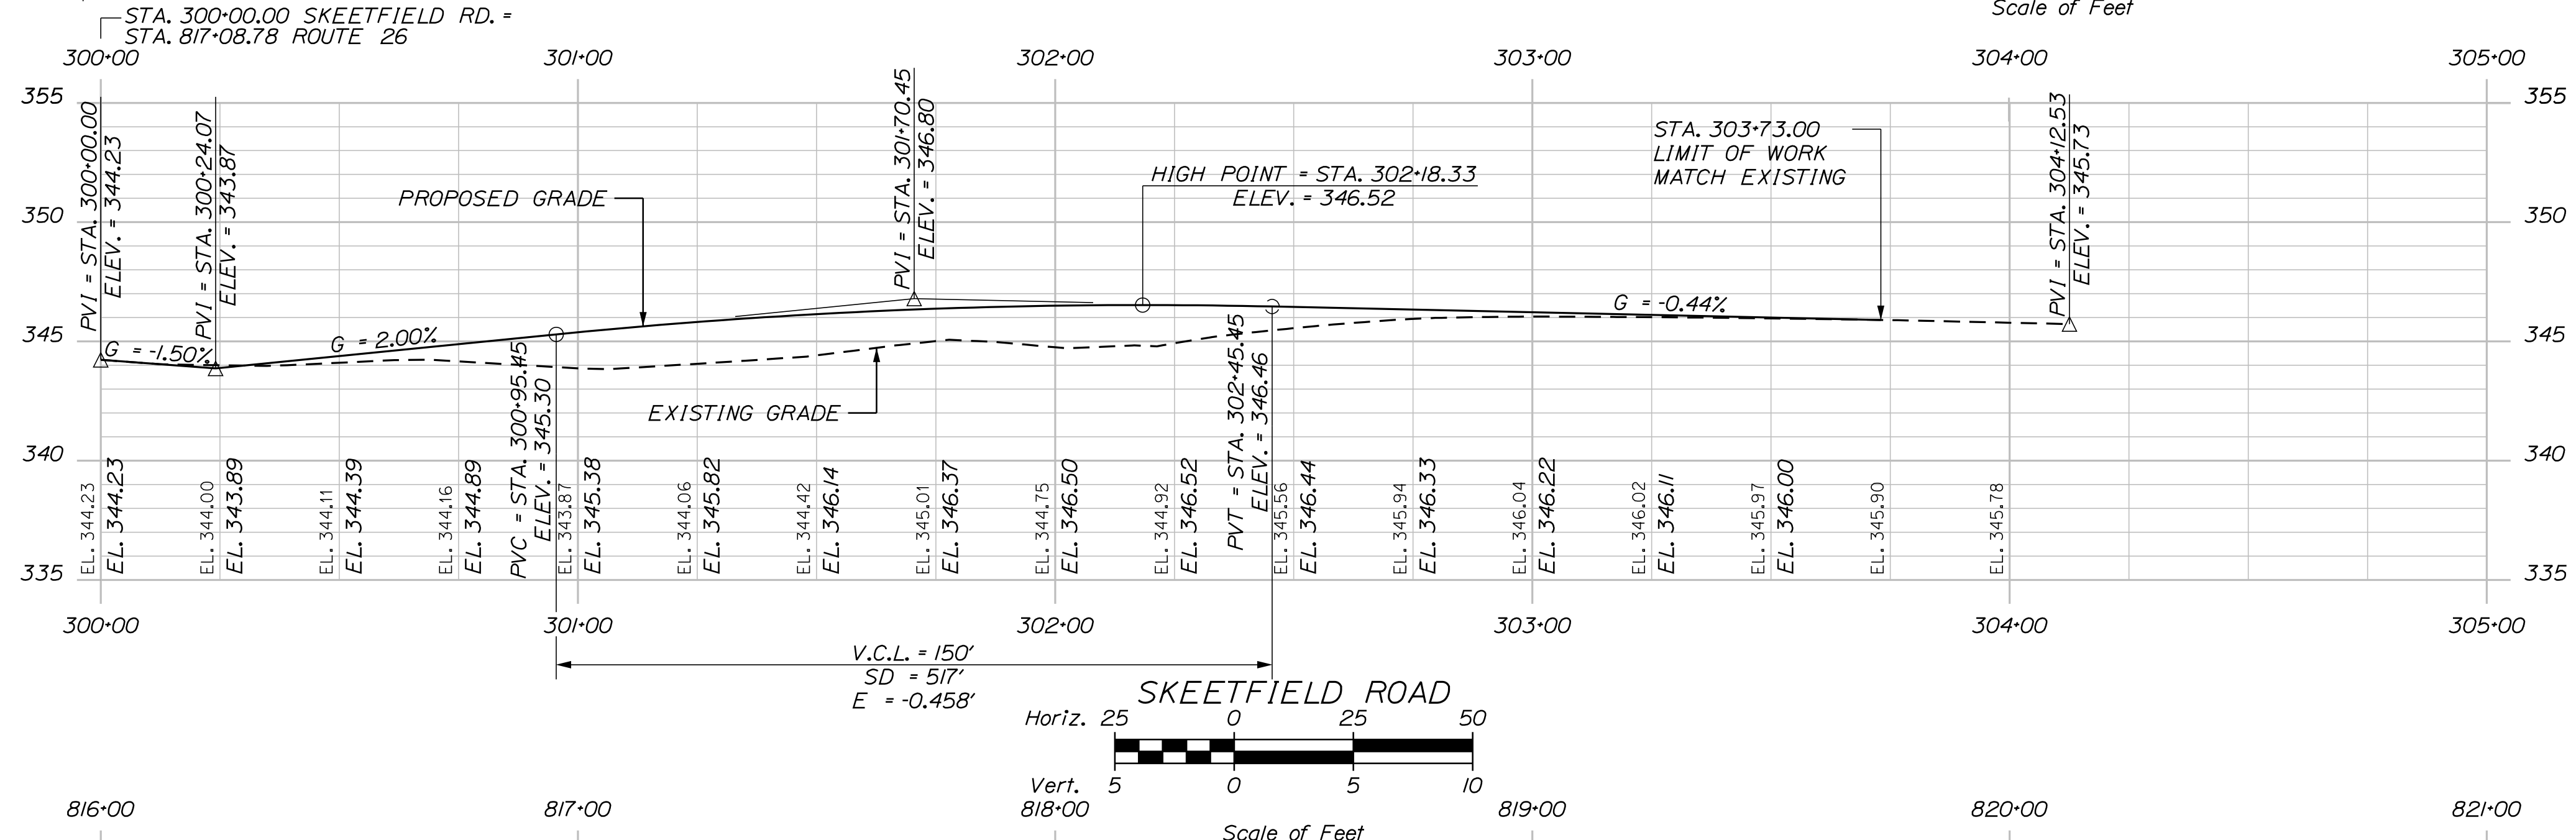 Scale of Feet
STA. 300+00.00 SKEETFIELD RD. =
STA. 817+08.78 ROUTE 26
300+00 301+00 302+00 303+00 304+00 305+00
355 355
350 350
345 345
340 340
335 335
PVI = STA. 300+00.00
ELEV. = 344.23
PVI = STA. 300+24.07
ELEV. = 343.87
PROPOSED GRADE
PVI = STA. 301+70.45
ELEV. = 346.80
HIGH POINT = STA. 302+18.33
ELEV. = 346.52
STA. 303+73.00
LIMIT OF WORK
MATCH EXISTING
PVI = STA. 304+12.53
ELEV. = 345.73
G = -1.50%
G = 2.00%
G = -0.44%
EXISTING GRADE
PVC = STA. 300+95.45
ELEV. = 345.30
PVT = STA. 302+45.45
ELEV. = 346.46
EL. 344.23
EL. 344.23
EL. 344.00
EL. 343.89
EL. 344.11
EL. 344.39
EL. 344.16
EL. 344.89
EL. 343.87
EL. 345.38
EL. 344.06
EL. 345.82
EL. 344.42
EL. 346.14
EL. 345.01
EL. 346.37
EL. 344.75
EL. 346.50
EL. 344.92
EL. 346.52
EL. 345.56
EL. 346.44
EL. 345.94
EL. 346.33
EL. 346.04
EL. 346.22
EL. 346.02
EL. 346.11
EL. 345.97
EL. 346.00
EL. 345.90
EL. 345.78
300+00 301+00 302+00 303+00 304+00 305+00
V.C.L. = 150'
SD = 517'
E = -0.458'
SKEETFIELD ROAD
Horiz. 25 0 25 50
Vert. 5 0 5 10
816+00 817+00 818+00 819+00 820+00 821+00
Scale of Feet